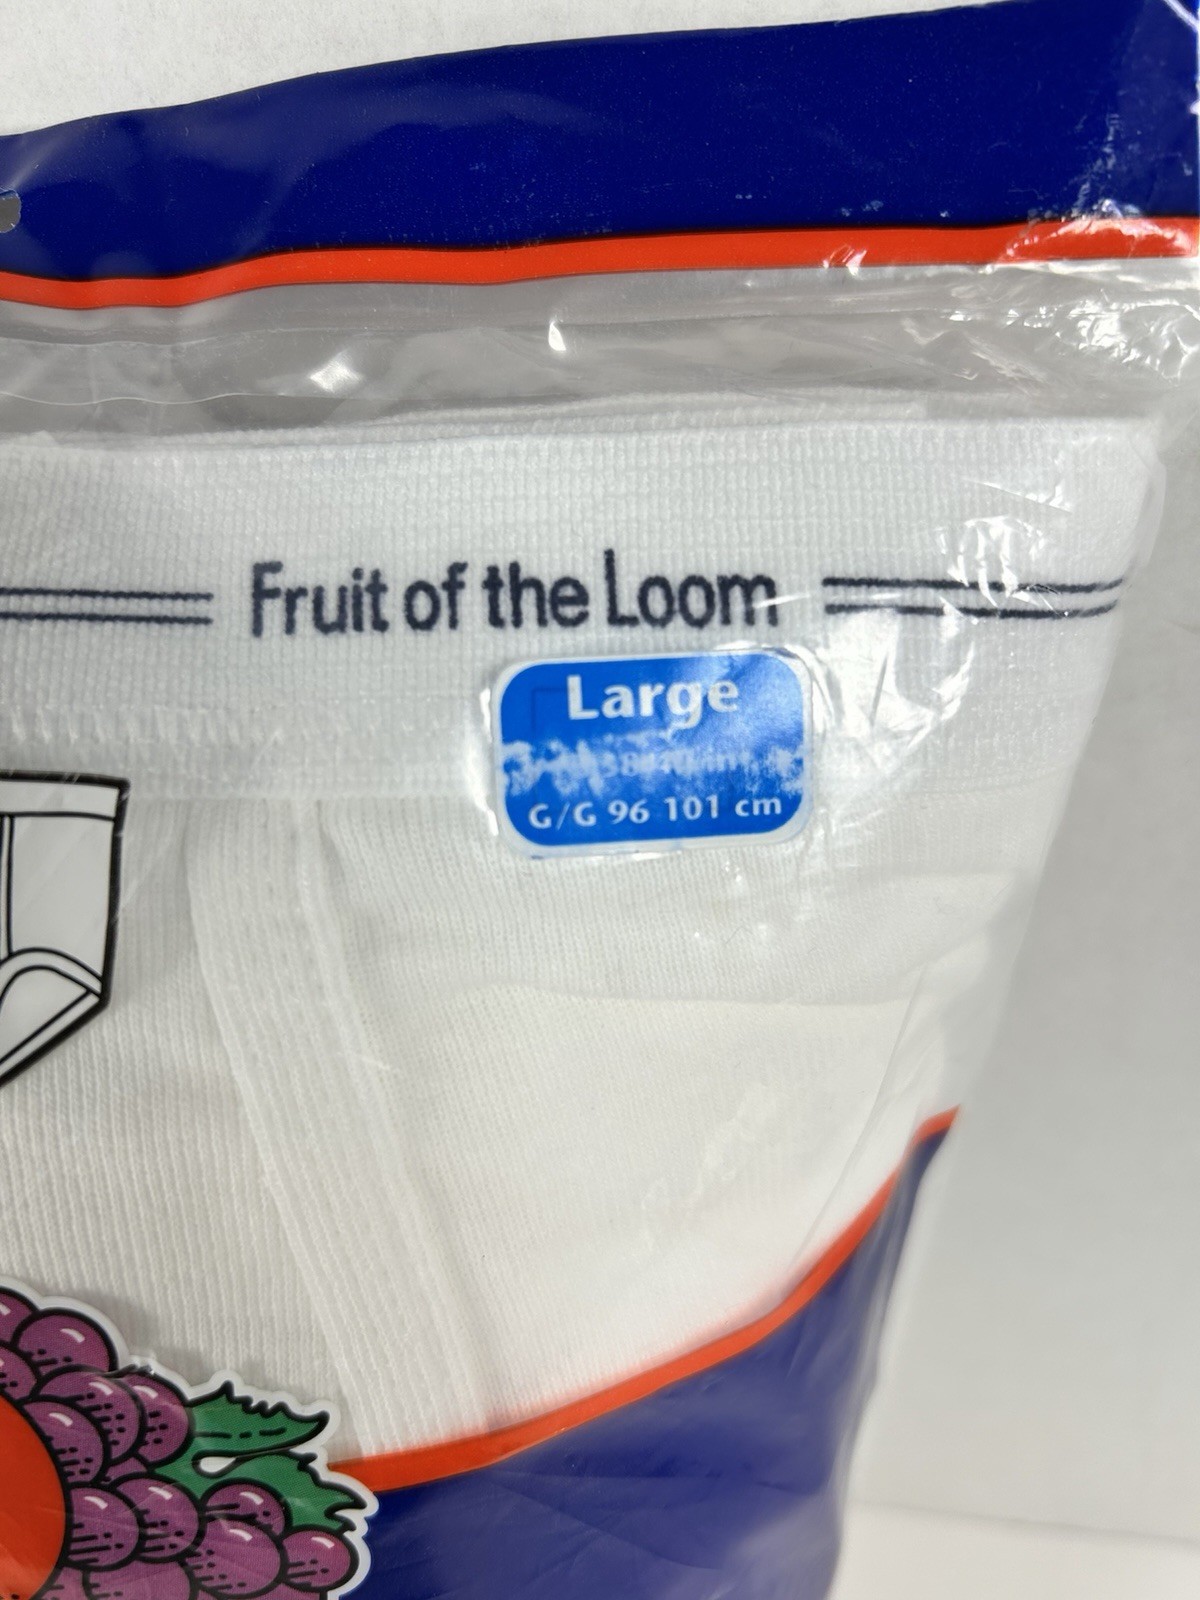 Fruit of the Loom
Large
G/G 96 101 cm